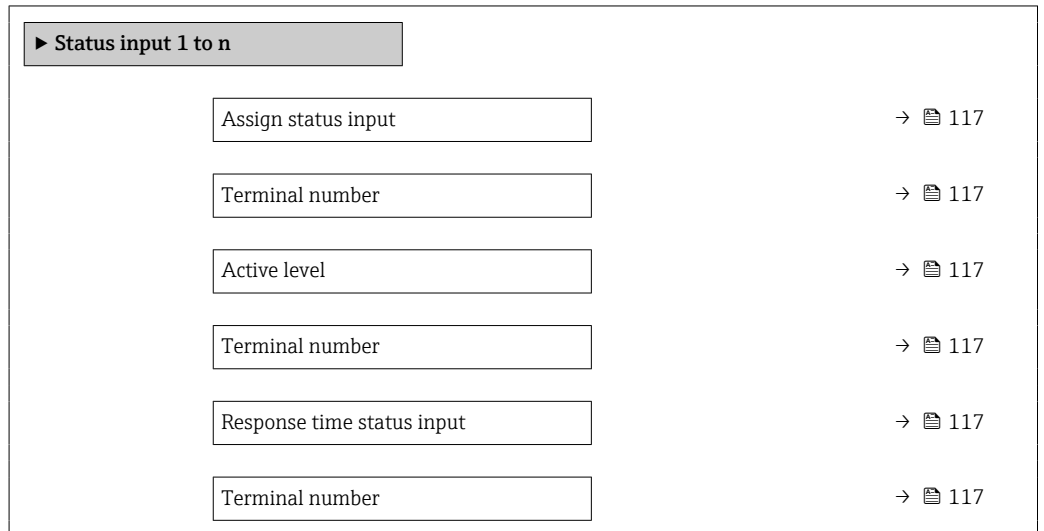 ► Status input 1 to n
Assign status input → 🖺 117
Terminal number → 🖺 117
Active level → 🖺 117
Terminal number → 🖺 117
Response time status input → 🖺 117
Terminal number → 🖺 117